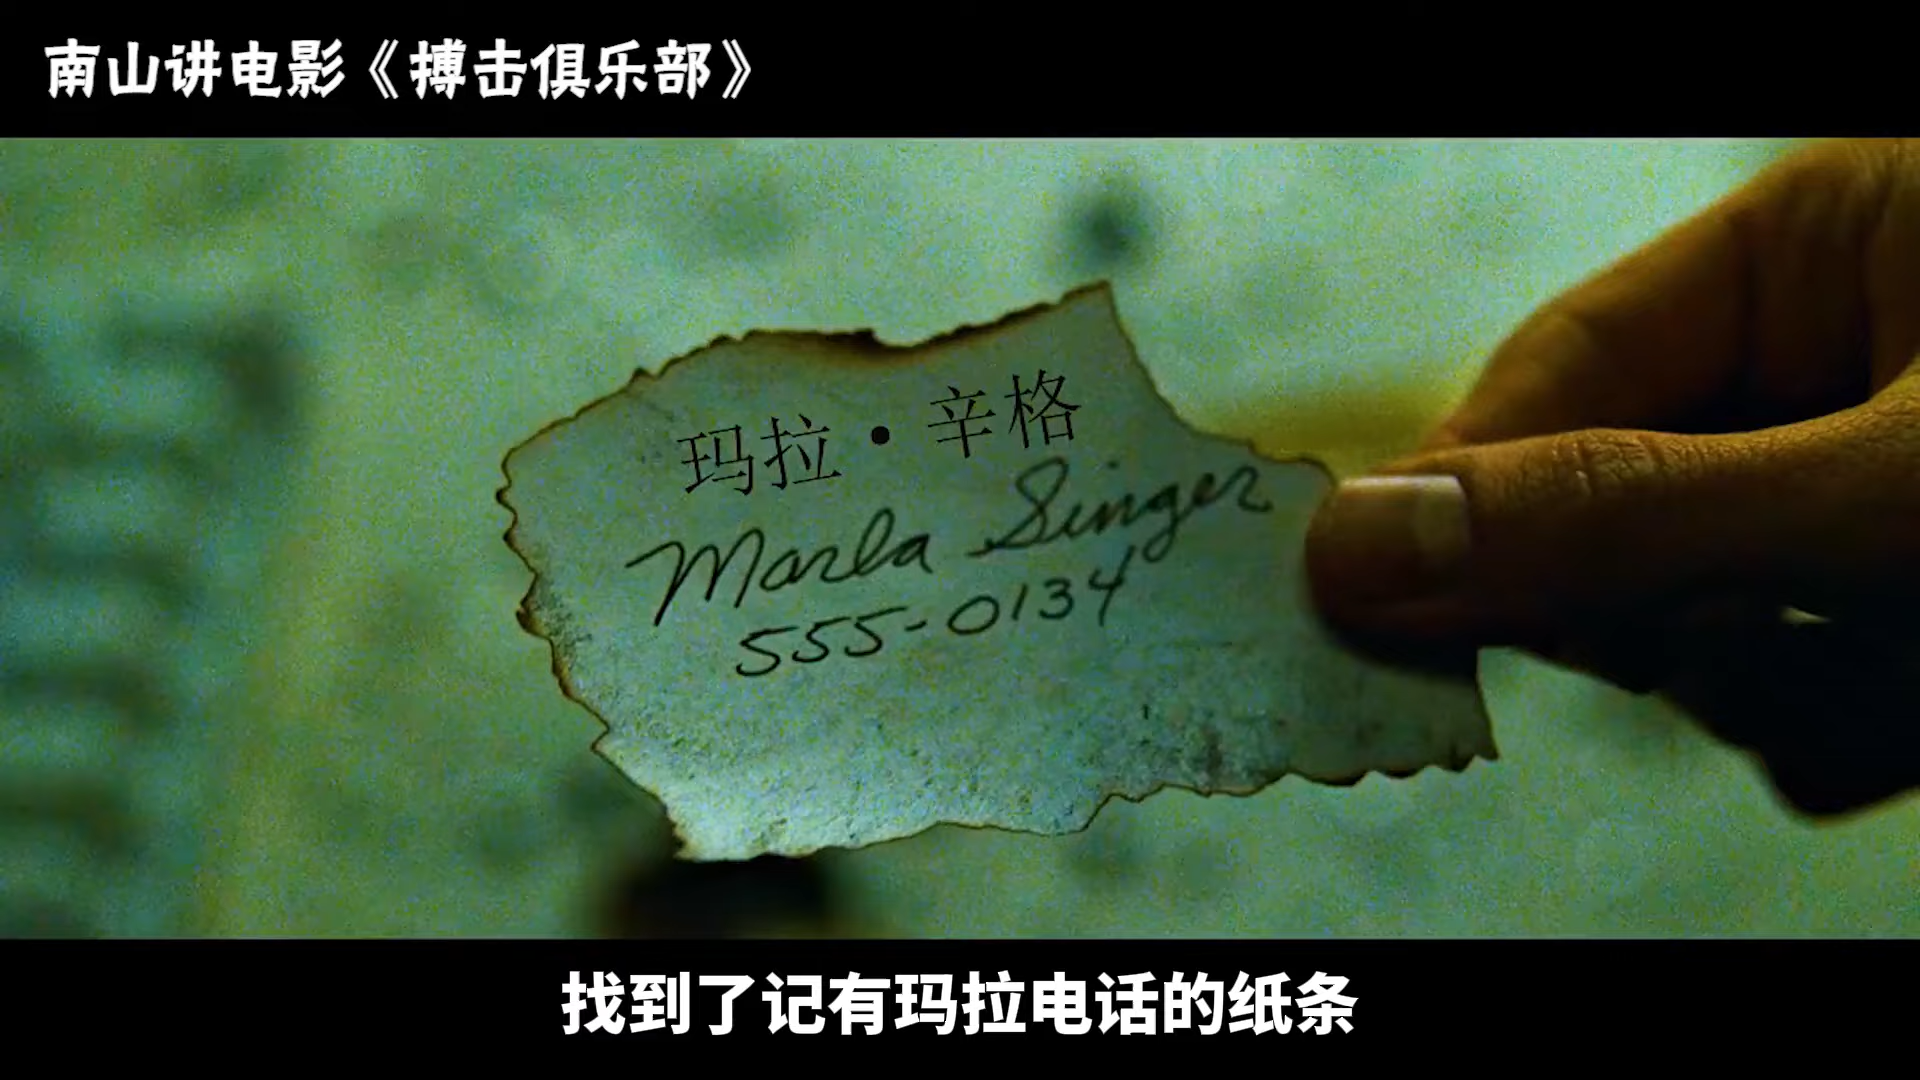 南山讲电影《搏击俱乐部》
玛拉·辛格
Marla Singer
555-0134
找到了记有玛拉电话的纸条